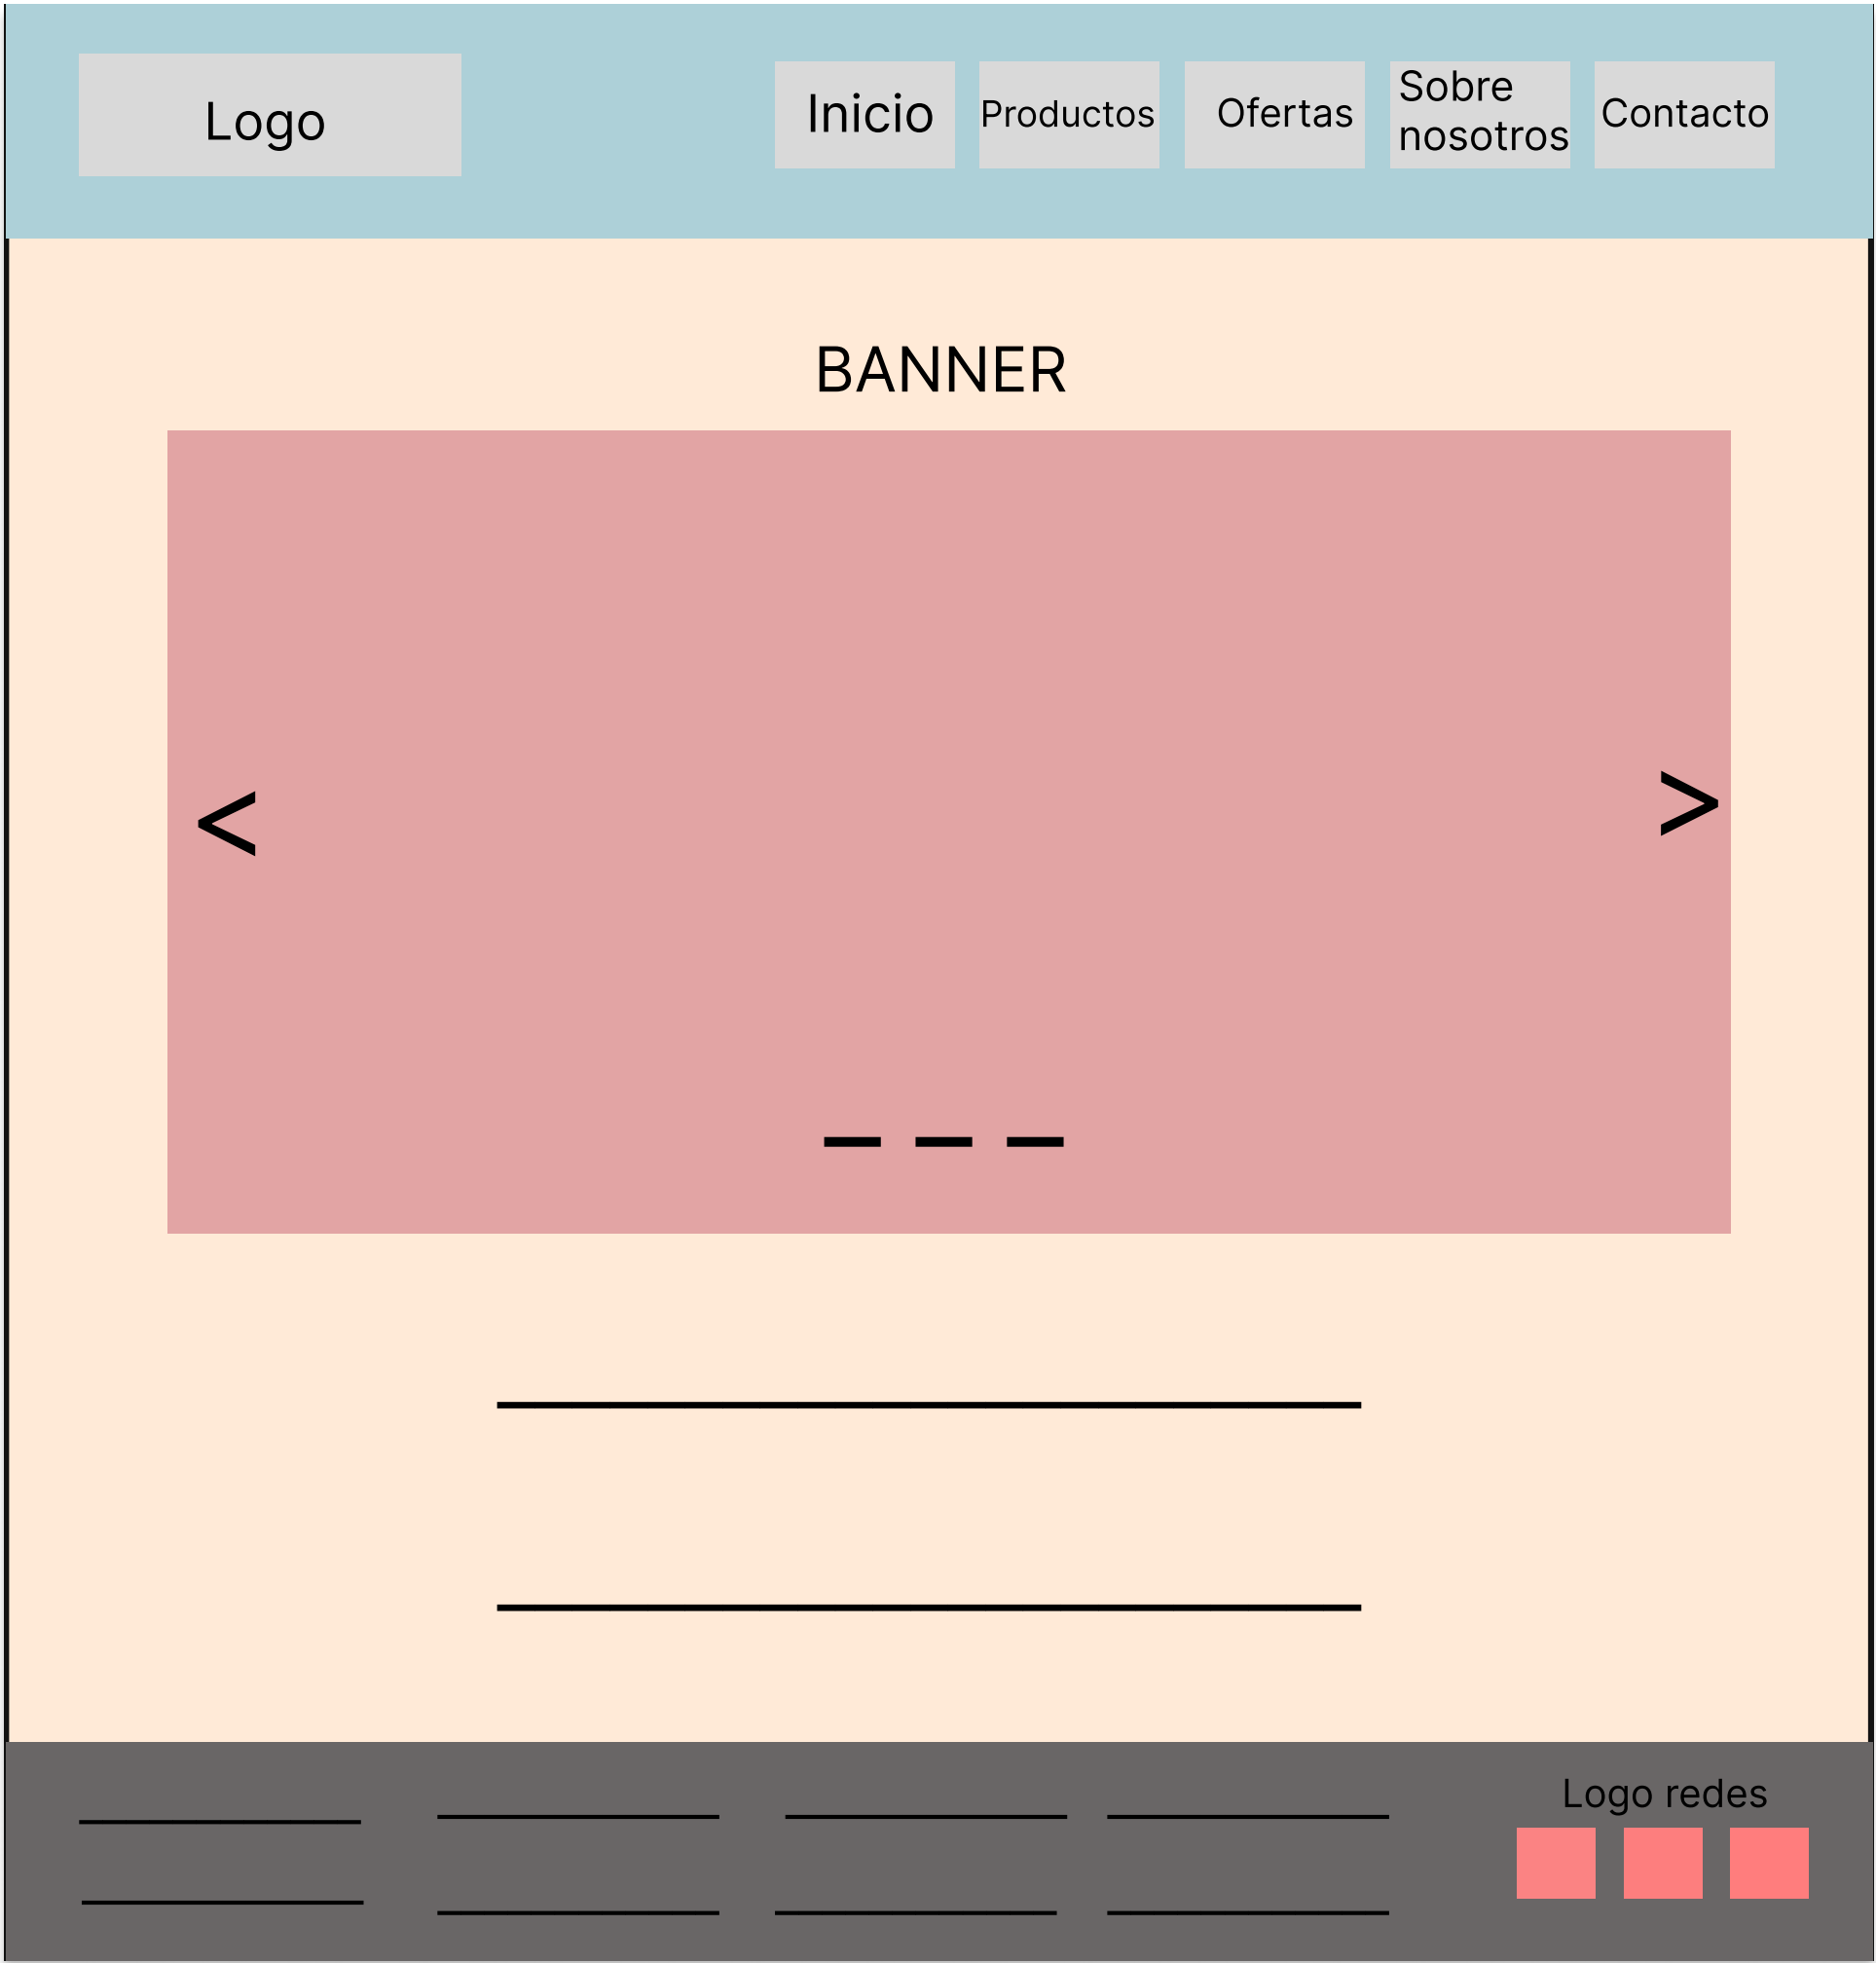 Logo
Inicio
Productos
Ofertas
Sobre
nosotros
Contacto
BANNER
<
>
Logo redes